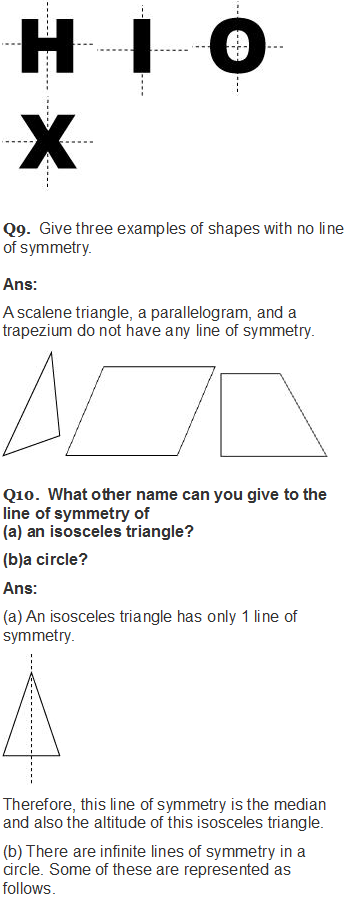 H I O
X
Q9. Give three examples of shapes with no line
of symmetry.
Ans:
A scalene triangle, a parallelogram, and a
trapezium do not have any line of symmetry.
Q10. What other name can you give to the
line of symmetry of
(a) an isosceles triangle?
(b)a circle?
Ans:
(a) An isosceles triangle has only 1 line of
symmetry.
Therefore, this line of symmetry is the median
and also the altitude of this isosceles triangle.
(b) There are infinite lines of symmetry in a
circle. Some of these are represented as
follows.